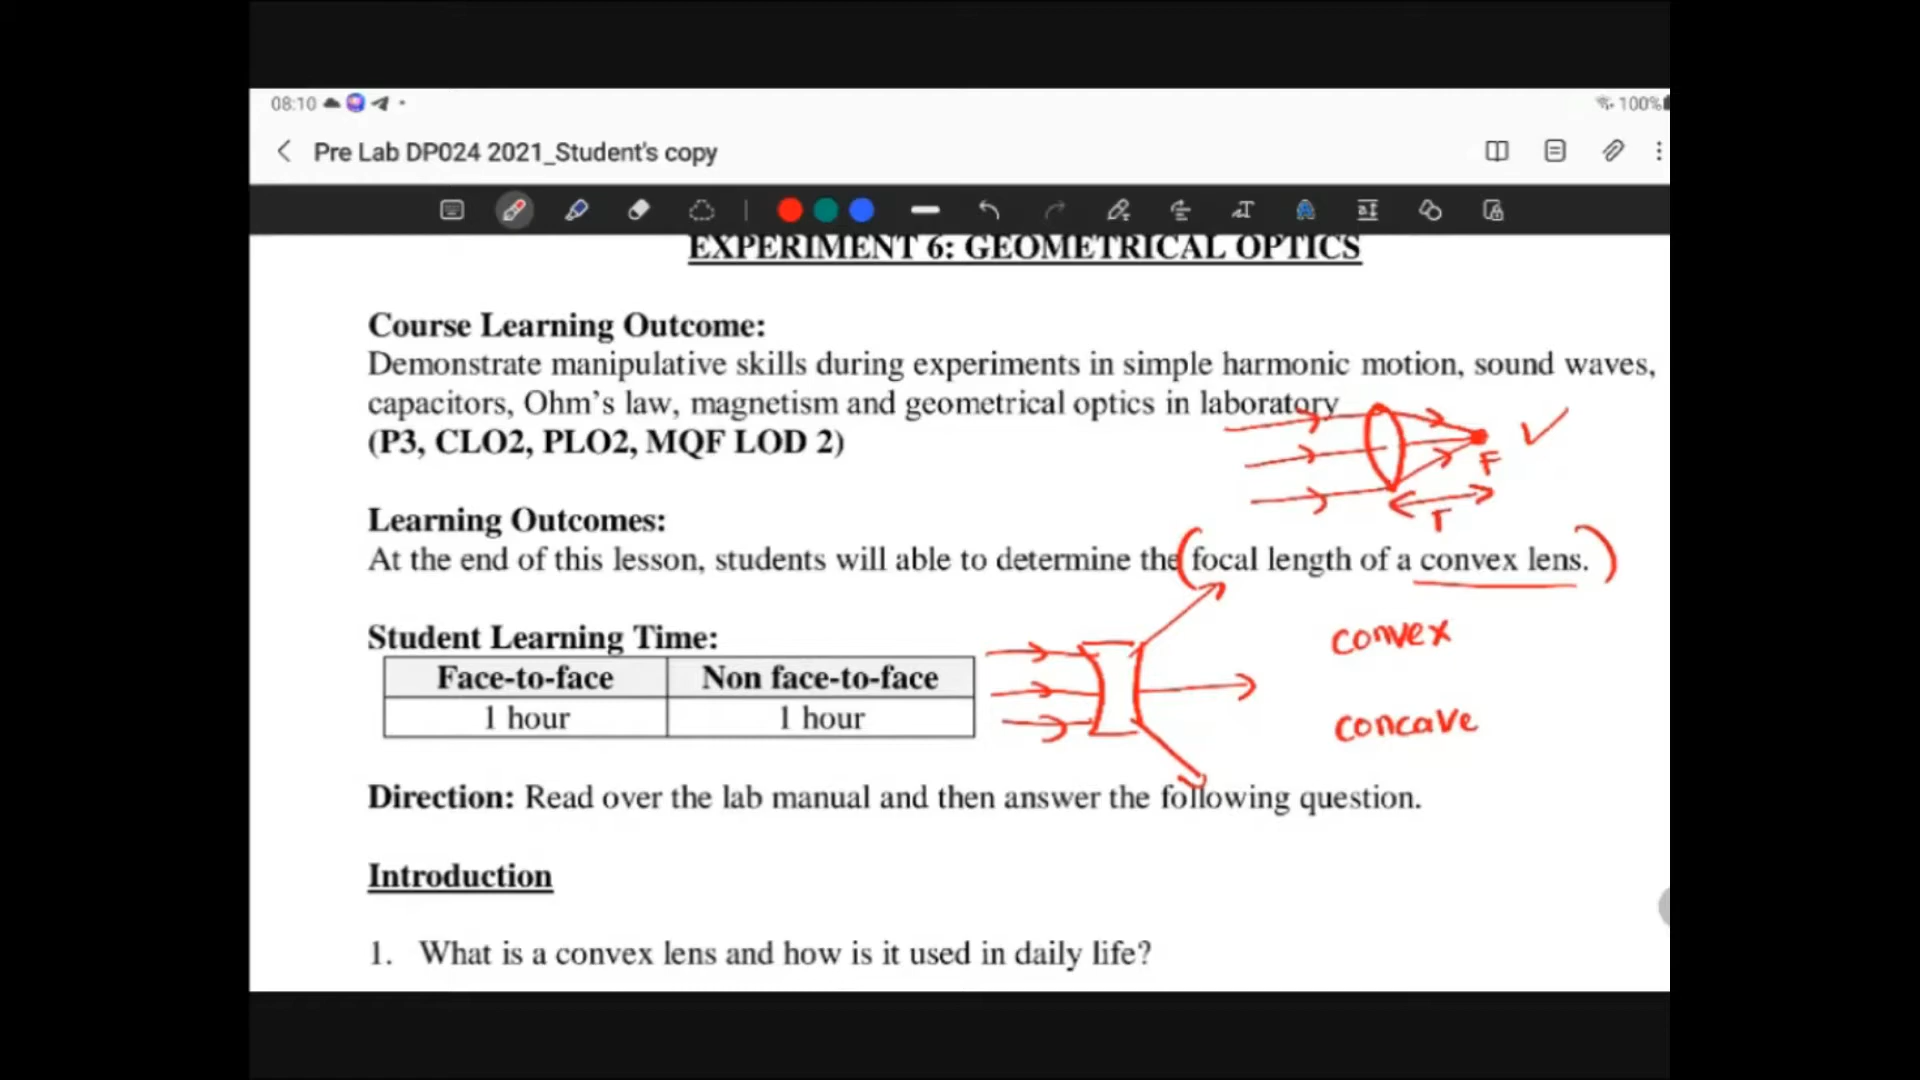 08:10
100%
Pre Lab DP024 2021_Student's copy
EXPERIMENT 6: GEOMETRICAL OPTICS
Course Learning Outcome:
Demonstrate manipulative skills during experiments in simple harmonic motion, sound waves,
capacitors, Ohm's law, magnetism and geometrical optics in laboratory
(P3, CLO2, PLO2, MQF LOD 2)
F
Learning Outcomes:
At the end of this lesson, students will able to determine the (focal length of a convex lens.)
convex
Student Learning Time:
Face-to-face Non face-to-face
1 hour 1 hour
concave
Direction: Read over the lab manual and then answer the following question.
Introduction
1. What is a convex lens and how is it used in daily life?